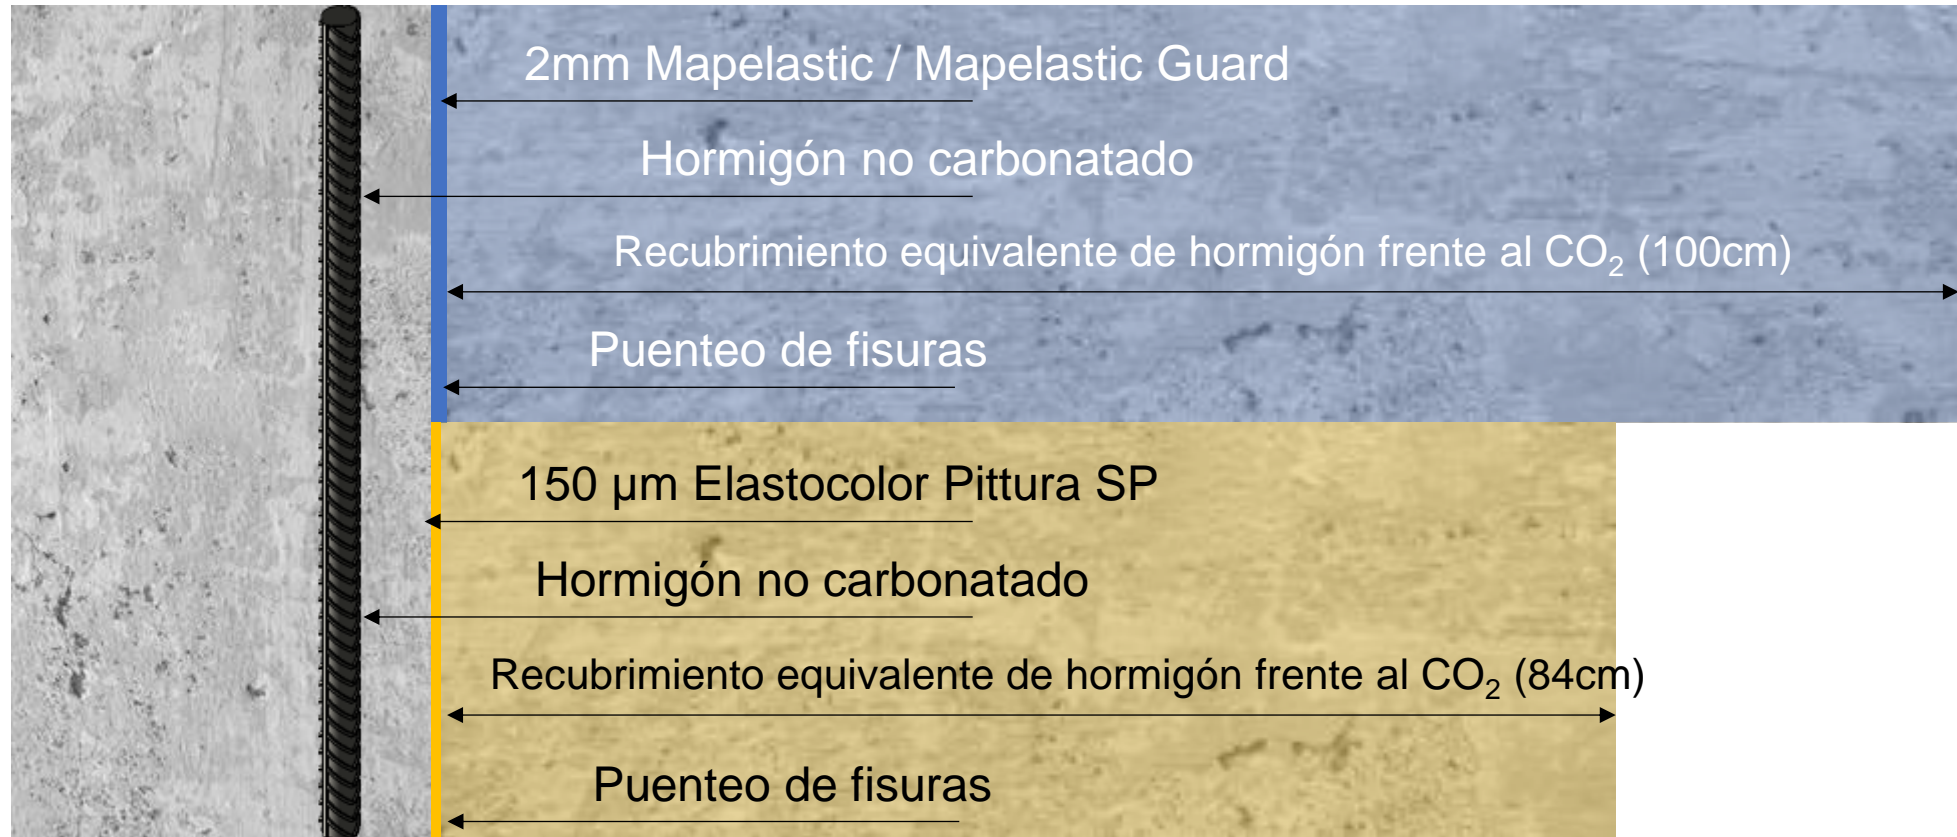 2mm Mapelastic / Mapelastic Guard
Hormigón no carbonatado
Recubrimiento equivalente de hormigón frente al CO₂ (100cm)
Puenteo de fisuras
150 µm Elastocolor Pittura SP
Hormigón no carbonatado
Recubrimiento equivalente de hormigón frente al CO₂ (84cm)
Puenteo de fisuras